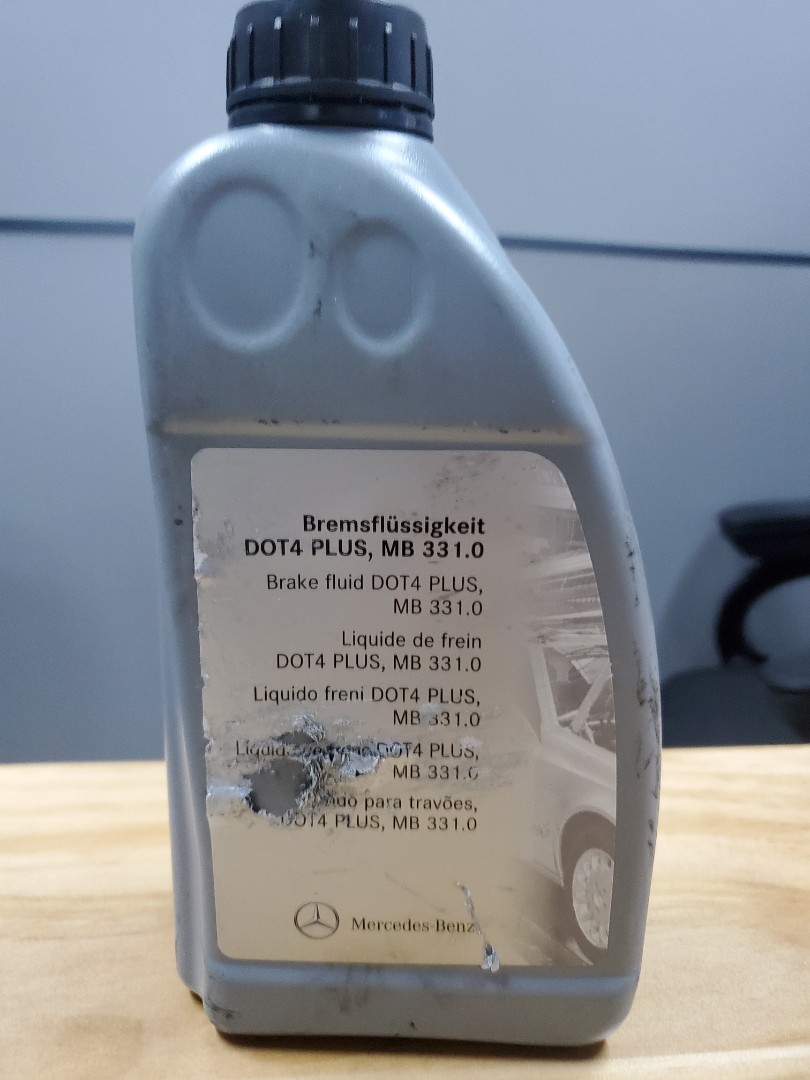 Bremsflüssigkeit
DOT4 PLUS, MB 331.0
Brake fluid DOT4 PLUS,
MB 331.0
Liquide de frein
DOT4 PLUS, MB 331.0
Liquido freni DOT4 PLUS,
MB 331.0
DOT4 PLUS,
MB 331.0
para travões,
DOT4 PLUS, MB 331.0
Mercedes-Benz